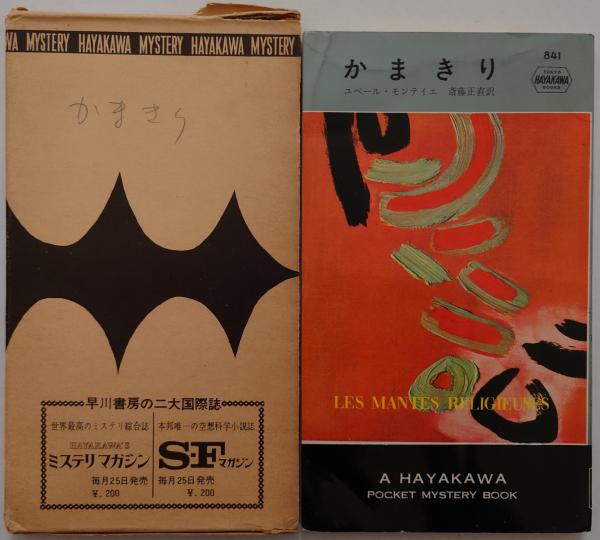 WA MYSTERY HAYAKAWA MYSTERY HAYAKAWA MYSTERY
かまきり
早川書房の二大国際誌
世界最高のミステリ綜合誌
HAYAKAWA'S
ミステリマガジン
毎月25日発売
¥.200
本邦唯一の空想科学小説誌
S-Fマガジン
毎月25日発売
¥.200
841
かまきり
TOKYO
HAYAKAWA
BOOKS
ユベール・モンテイエ 斎藤正直訳
LES MANTES RELIGIEUSES
A HAYAKAWA
POCKET MYSTERY BOOK